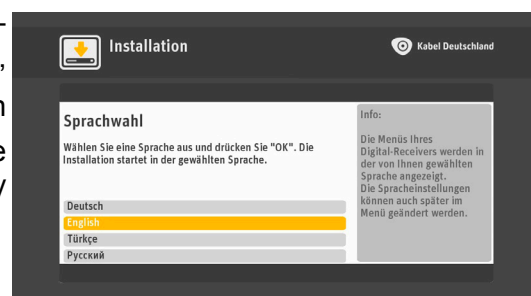 Installation
Kabel Deutschland
Sprachwahl
Wählen Sie eine Sprache aus und drücken Sie "OK". Die
Installation startet in der gewählten Sprache.
Deutsch
English
Türkçe
Русский
Info:
Die Menüs Ihres
Digital-Receivers werden in
der von Ihnen gewählten
Sprache angezeigt.
Die Spracheinstellungen
können auch später im
Menü geändert werden.